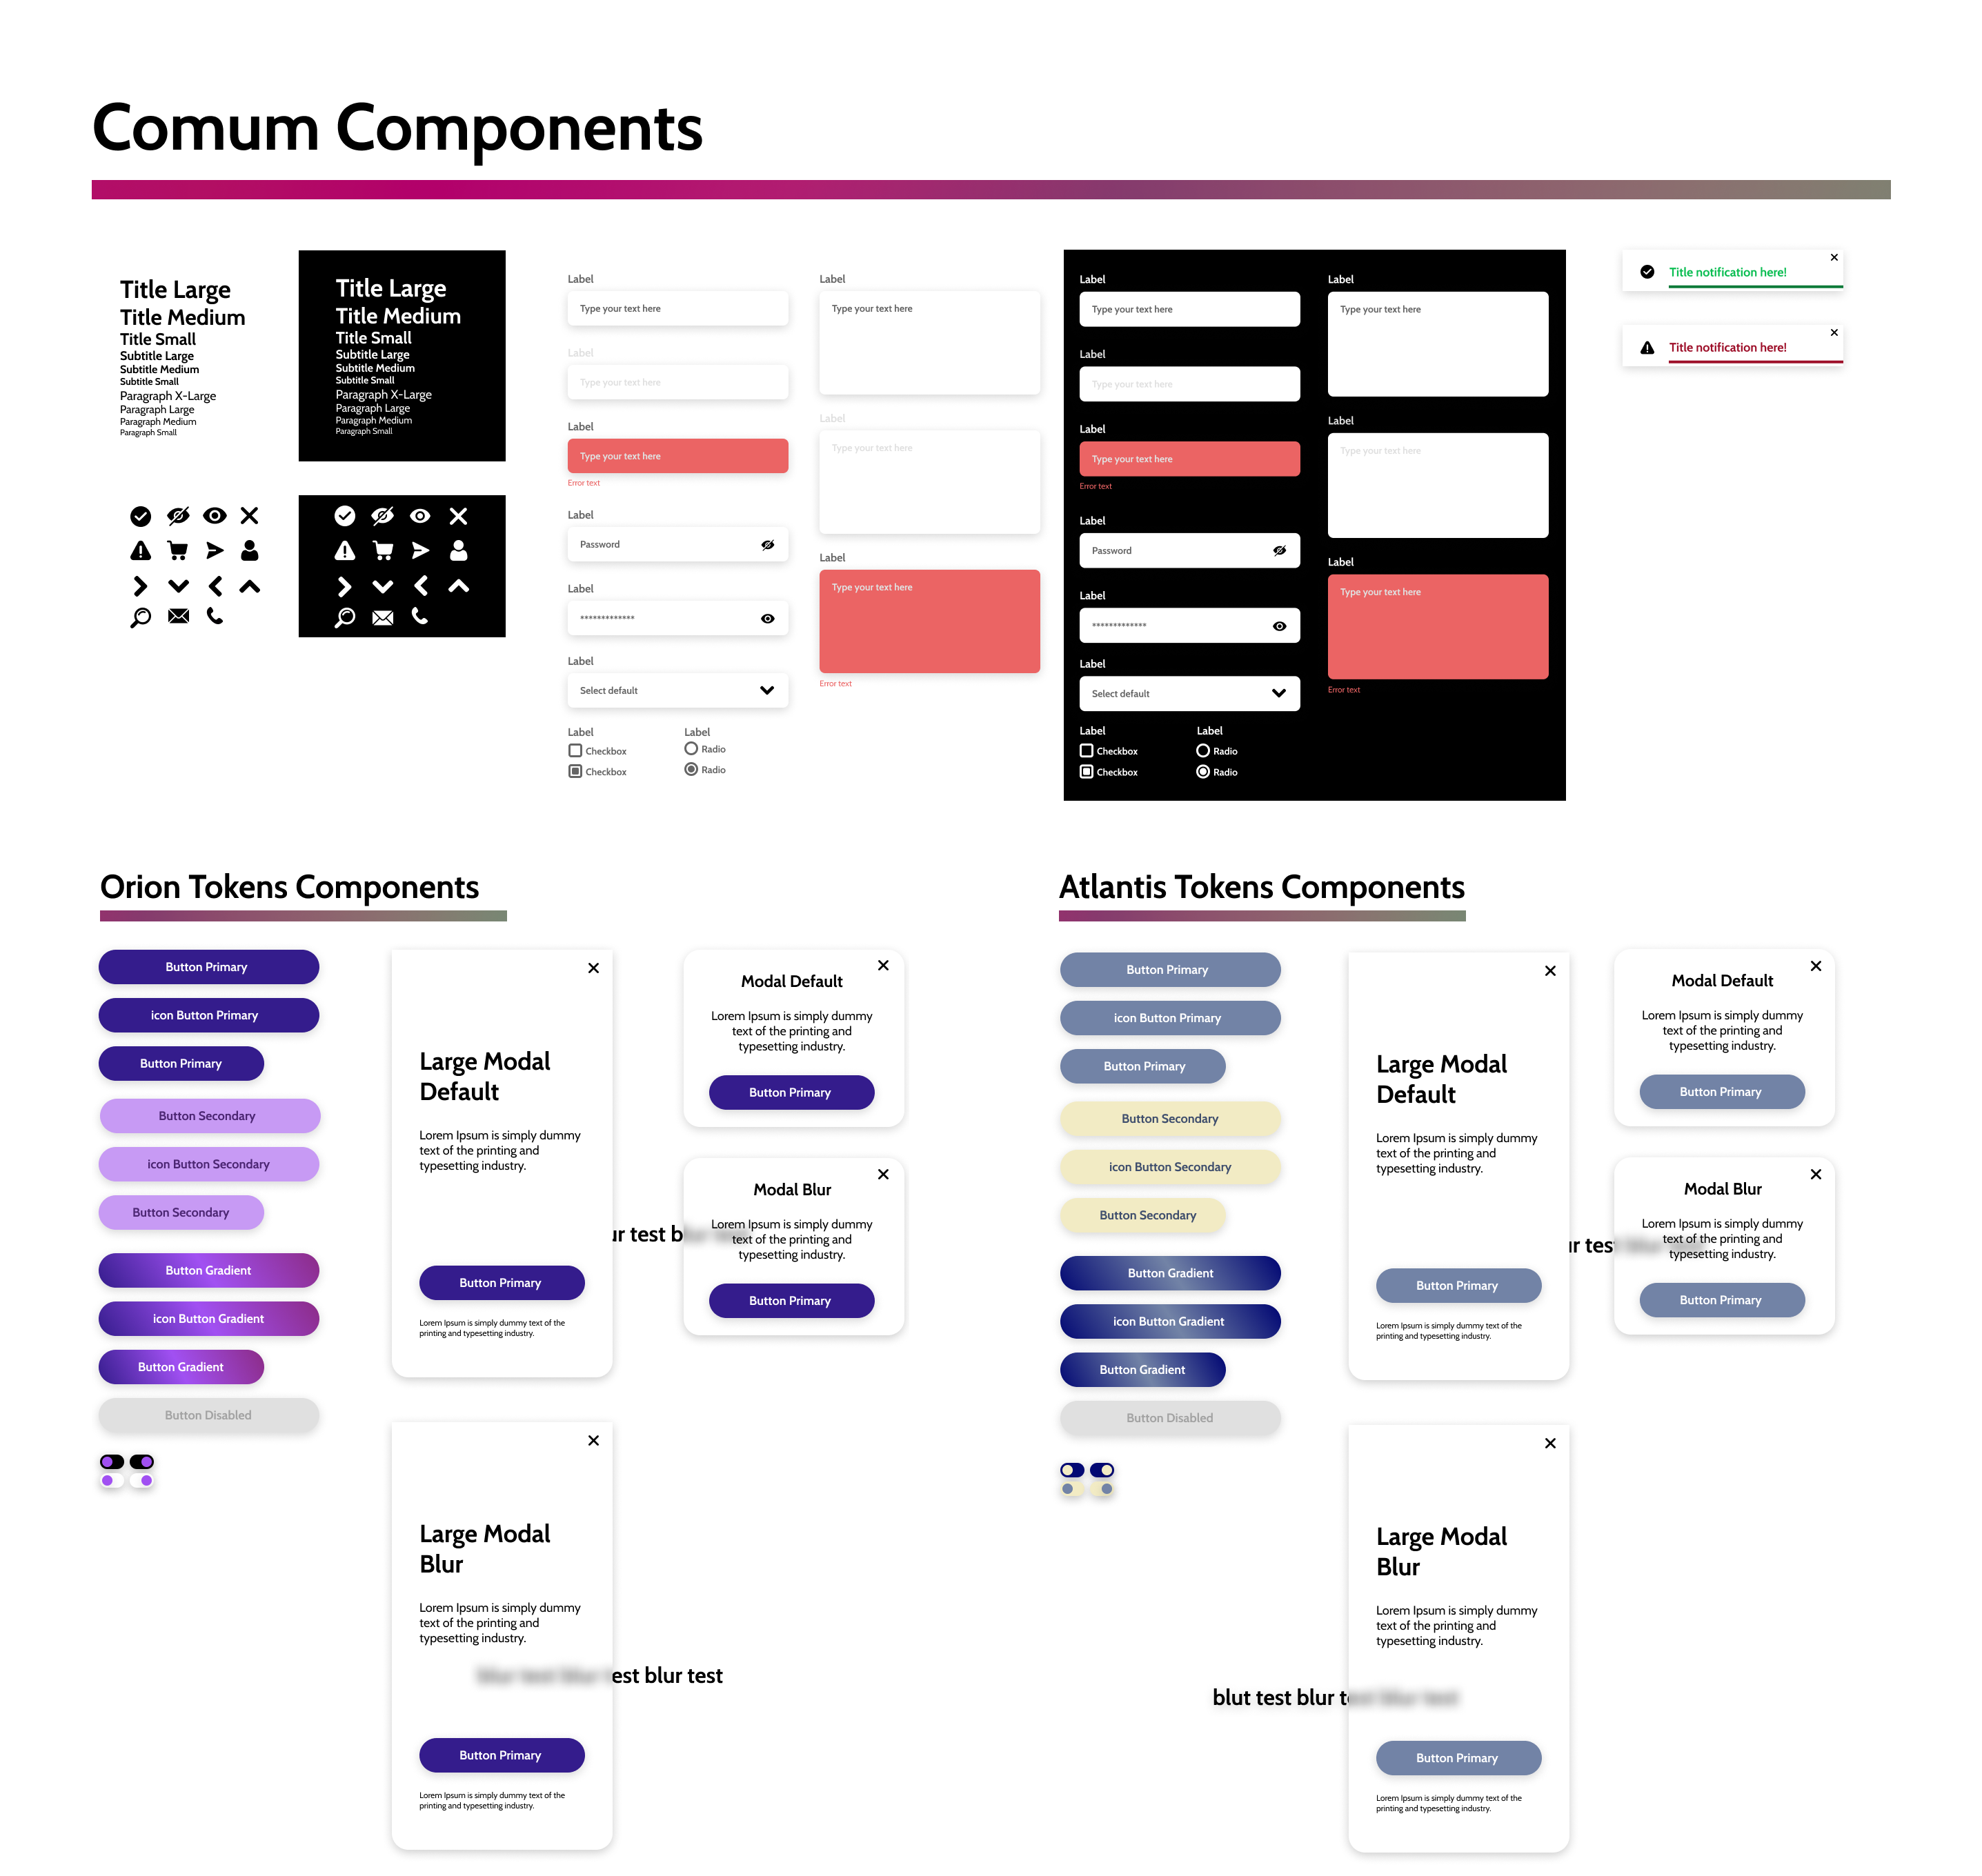 Comum Components
Title Large
Title Medium
Title Small
Subtitle Large
Subtitle Medium
Subtitle Small
Paragraph X-Large
Paragraph Large
Paragraph Medium
Paragraph Small
Title Large
Title Medium
Title Small
Subtitle Large
Subtitle Medium
Subtitle Small
Paragraph X-Large
Paragraph Large
Paragraph Medium
Paragraph Small
Label
Type your text here
Label
Type your text here
Label
Type your text here
Error text
Label
Password
Label
*************
Label
Select default
Label
Checkbox
Checkbox
Label
Radio
Radio
Label
Type your text here
Label
Type your text here
Label
Type your text here
Error text
Label
Type your text here
Label
Type your text here
Label
Type your text here
Error text
Label
Password
Label
*************
Label
Select default
Label
Checkbox
Checkbox
Label
Radio
Radio
Label
Type your text here
Label
Type your text here
Label
Type your text here
Error text
Title notification here!
Title notification here!
Orion Tokens Components
Button Primary
icon Button Primary
Button Primary
Button Secondary
icon Button Secondary
Button Secondary
Button Gradient
icon Button Gradient
Button Gradient
Button Disabled
Large Modal
Default
Lorem Ipsum is simply dummy
text of the printing and
typesetting industry.
Button Primary
Lorem Ipsum is simply dummy text of the
printing and typesetting industry.
Modal Default
Lorem Ipsum is simply dummy
text of the printing and
typesetting industry.
Button Primary
Modal Blur
Lorem Ipsum is simply dummy
ur test b
text of the printing and
typesetting industry.
Button Primary
Large Modal
Blur
Lorem Ipsum is simply dummy
text of the printing and
typesetting industry.
blur test blur test blur test
Button Primary
Lorem Ipsum is simply dummy text of the
printing and typesetting industry.
Atlantis Tokens Components
Button Primary
icon Button Primary
Button Primary
Button Secondary
icon Button Secondary
Button Secondary
Button Gradient
icon Button Gradient
Button Gradient
Button Disabled
Large Modal
Default
Lorem Ipsum is simply dummy
text of the printing and
typesetting industry.
Button Primary
Lorem Ipsum is simply dummy text of the
printing and typesetting industry.
Modal Default
Lorem Ipsum is simply dummy
text of the printing and
typesetting industry.
Button Primary
Modal Blur
Lorem Ipsum is simply dummy
text of the printing and
ur test
typesetting industry.
Button Primary
Large Modal
Blur
Lorem Ipsum is simply dummy
text of the printing and
typesetting industry.
blut test blur test blur test
Button Primary
Lorem Ipsum is simply dummy text of the
printing and typesetting industry.